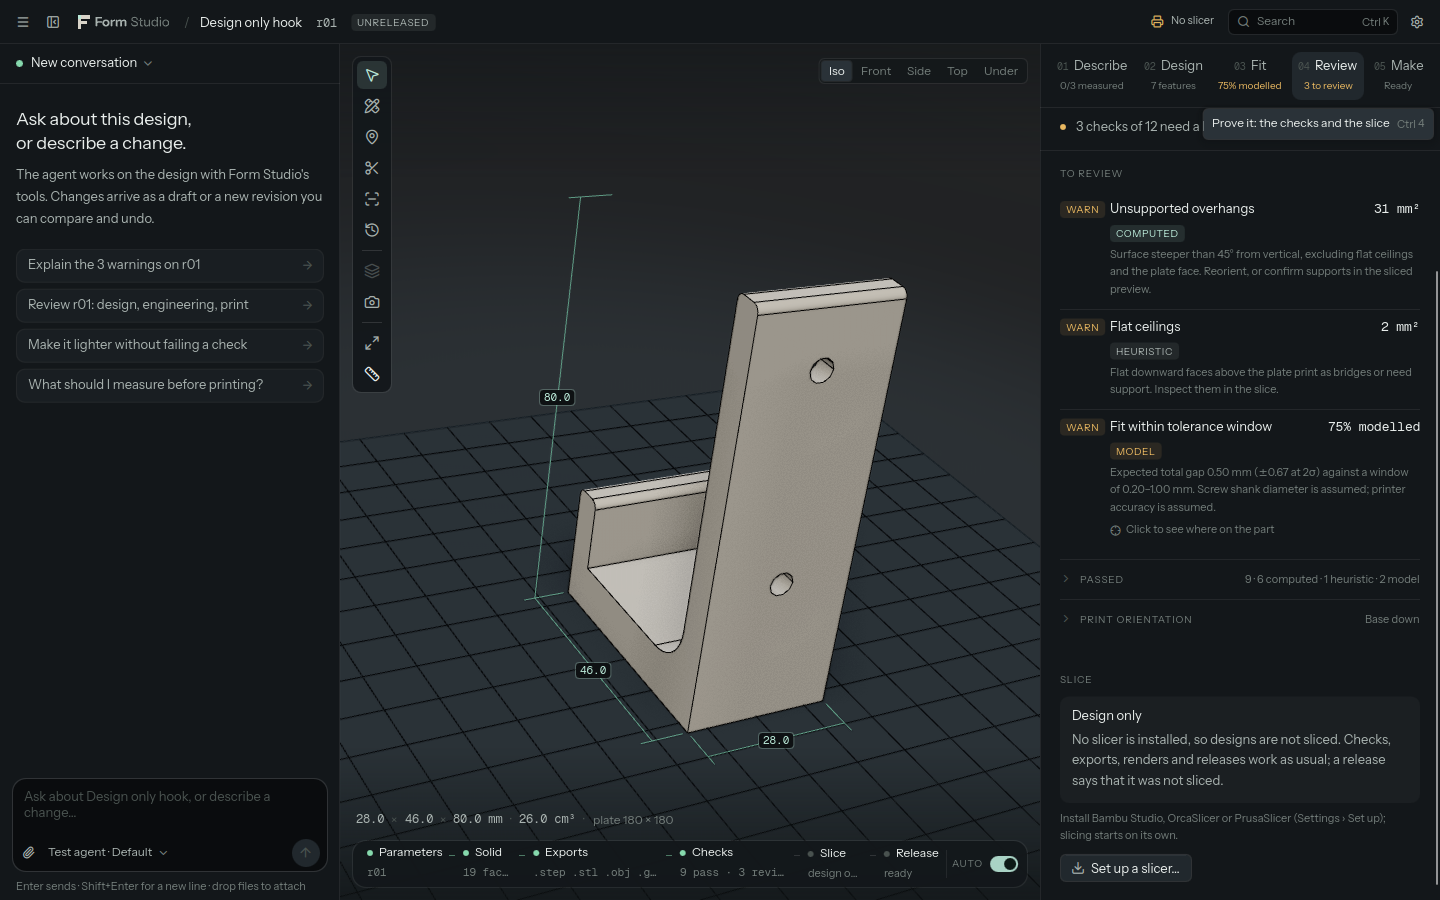 Form Studio / Design only hook r01 UNRELEASED
No slicer
Search Ctrl K
New conversation
Ask about this design,
or describe a change.
The agent works on the design with Form Studio's
tools. Changes arrive as a draft or a new revision you
can compare and undo.
Explain the 3 warnings on r01
Review r01: design, engineering, print
Make it lighter without failing a check
What should I measure before printing?
Ask about Design only hook, or describe a
change...
Test agent · Default
Enter sends · Shift+Enter for a new line · drop files to attach
Iso Front Side Top Under
80.0
46.0
28.0
28.0 × 46.0 × 80.0 mm · 26.0 cm³ · plate 180 × 180
Parameters
r01
Solid
19 fac…
Exports
.step .stl .obj .g…
Checks
9 pass · 3 revi…
Slice
design o…
Release
ready
AUTO
01 Describe
0/3 measured
02 Design
7 features
03 Fit
75% modelled
04 Review
3 to review
05 Make
Ready
3 checks of 12 need a
Prove it: the checks and the slice Ctrl 4
TO REVIEW
WARN Unsupported overhangs 31 mm²
COMPUTED
Surface steeper than 45° from vertical, excluding flat ceilings
and the plate face. Reorient, or confirm supports in the sliced
preview.
WARN Flat ceilings 2 mm²
HEURISTIC
Flat downward faces above the plate print as bridges or need
support. Inspect them in the slice.
WARN Fit within tolerance window 75% modelled
MODEL
Expected total gap 0.50 mm (±0.67 at 2σ) against a window
of 0.20–1.00 mm. Screw shank diameter is assumed; printer
accuracy is assumed.
Click to see where on the part
PASSED 9 · 6 computed · 1 heuristic · 2 model
PRINT ORIENTATION Base down
SLICE
Design only
No slicer is installed, so designs are not sliced. Checks,
exports, renders and releases work as usual; a release
says that it was not sliced.
Install Bambu Studio, OrcaSlicer or PrusaSlicer (Settings › Set up);
slicing starts on its own.
Set up a slicer...